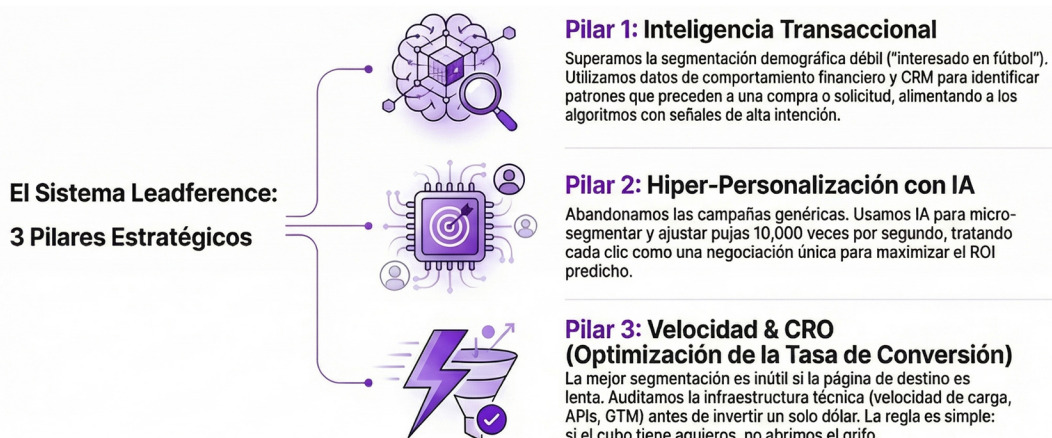 El Sistema Leadference:
3 Pilares Estratégicos
Pilar 1: Inteligencia Transaccional
Superamos la segmentación demográfica débil (“interesado en fútbol”).
Utilizamos datos de comportamiento financiero y CRM para identificar
patrones que preceden a una compra o solicitud, alimentando a los
algoritmos con señales de alta intención.
Pilar 2: Hiper-Personalización con IA
Abandonamos las campañas genéricas. Usamos IA para micro-
segmentar y ajustar pujas 10,000 veces por segundo, tratando
cada clic como una negociación única para maximizar el ROI
predicho.
Pilar 3: Velocidad & CRO
(Optimización de la Tasa de Conversión)
La mejor segmentación es inútil si la página de destino es
lenta. Auditamos la infraestructura técnica (velocidad de carga,
APIs, GTM) antes de invertir un solo dólar. La regla es simple:
si el cubo tiene agujeros, no abrimos el grifo.